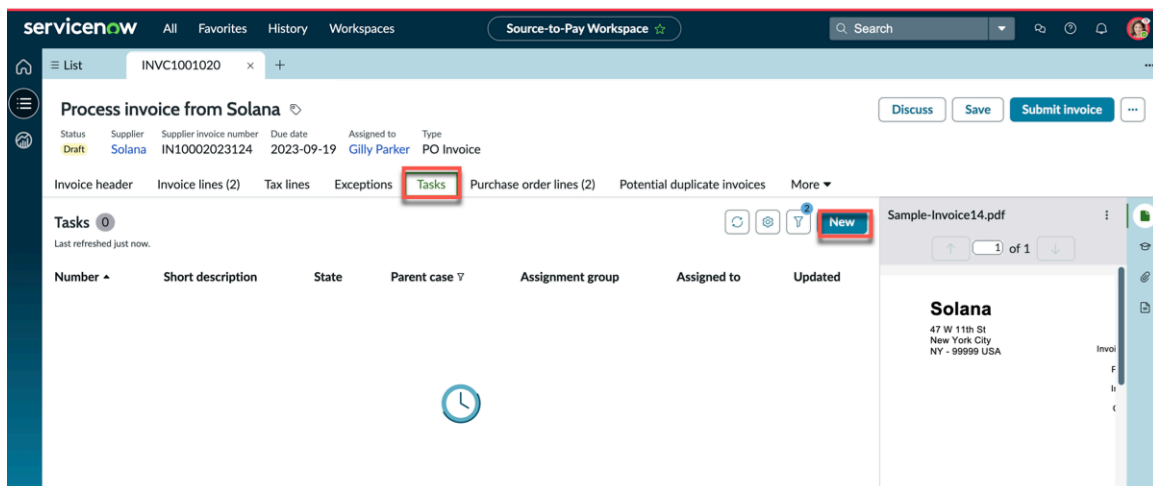 servicenow All Favorites History Workspaces Source-to-Pay Workspace Search
List INVC1001020
Process invoice from Solana
Discuss Save Submit invoice
Status Supplier Supplier invoice number Due date Assigned to Type
Draft Solana IN10002023124 2023-09-19 Gilly Parker PO Invoice
Invoice header Invoice lines (2) Tax lines Exceptions Tasks Purchase order lines (2) Potential duplicate invoices More
Tasks 0
2
New
Last refreshed just now.
Number Short description State Parent case Assignment group Assigned to Updated
Sample-Invoice14.pdf
1 of 1
Solana
47 W 11th St
New York City
NY - 99999 USA
Invoi